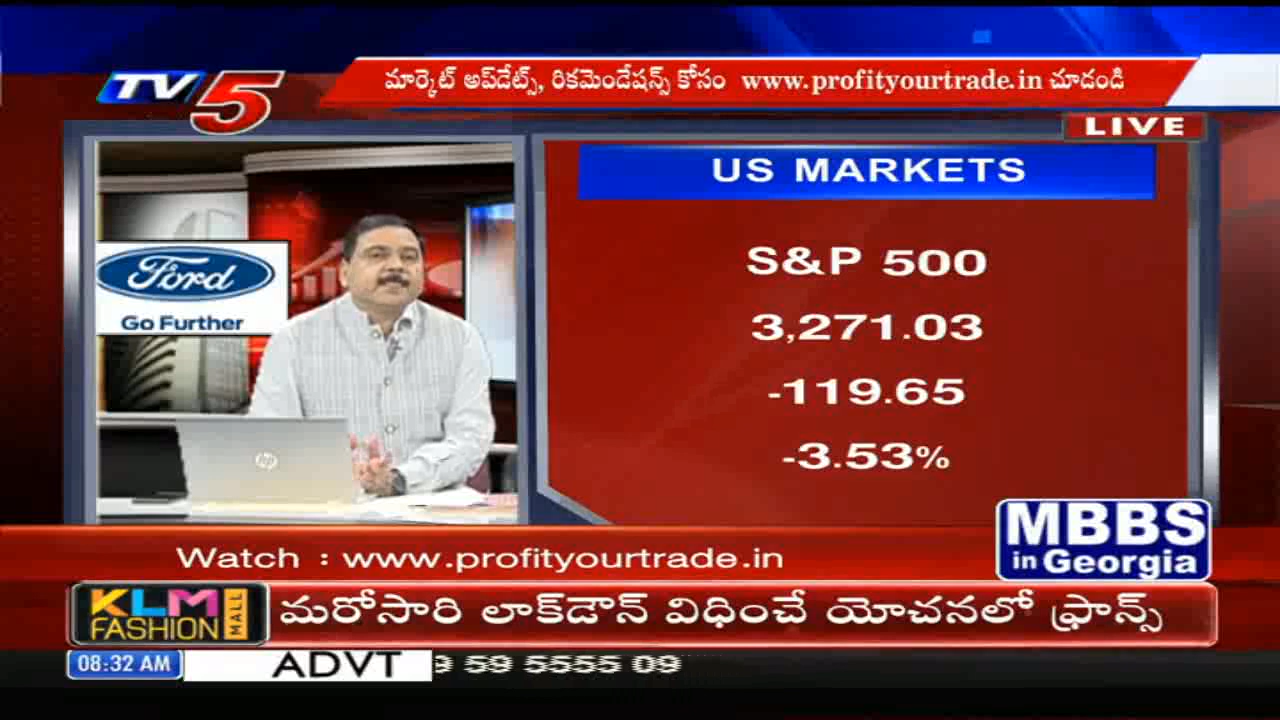 TV5
మార్కెట్ అప్‌డేట్స్, రికమెండేషన్స్ కోసం www.profityourtrade.in చూడండి
LIVE
US MARKETS
Ford
Go Further
S&P 500
3,271.03
-119.65
-3.53%
hp
MBBS
in Georgia
Watch : www.profityourtrade.in
KLM
FASHION
MALL
మరోసారి లాక్‌డౌన్ విధించే యోచనలో ఫ్రాన్స్
08:32 AM
ADVT
9 59 5555 09